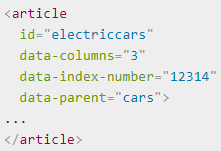 <article
  id="electriccars"
  data-columns="3"
  data-index-number="12314"
  data-parent="cars">
...
</article>